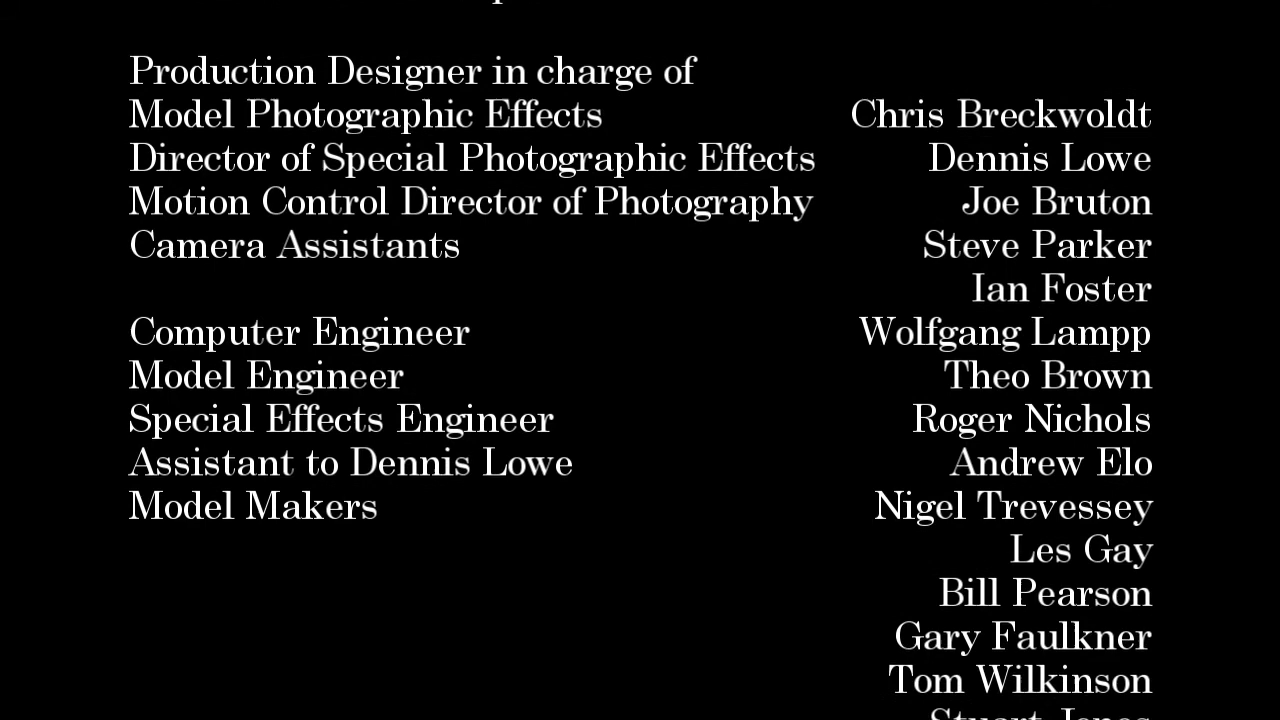 Production Designer in charge of
Model Photographic Effects Chris Breckwoldt
Director of Special Photographic Effects Dennis Lowe
Motion Control Director of Photography Joe Bruton
Camera Assistants Steve Parker
Ian Foster
Computer Engineer Wolfgang Lampp
Model Engineer Theo Brown
Special Effects Engineer Roger Nichols
Assistant to Dennis Lowe Andrew Elo
Model Makers Nigel Trevessey
Les Gay
Bill Pearson
Gary Faulkner
Tom Wilkinson